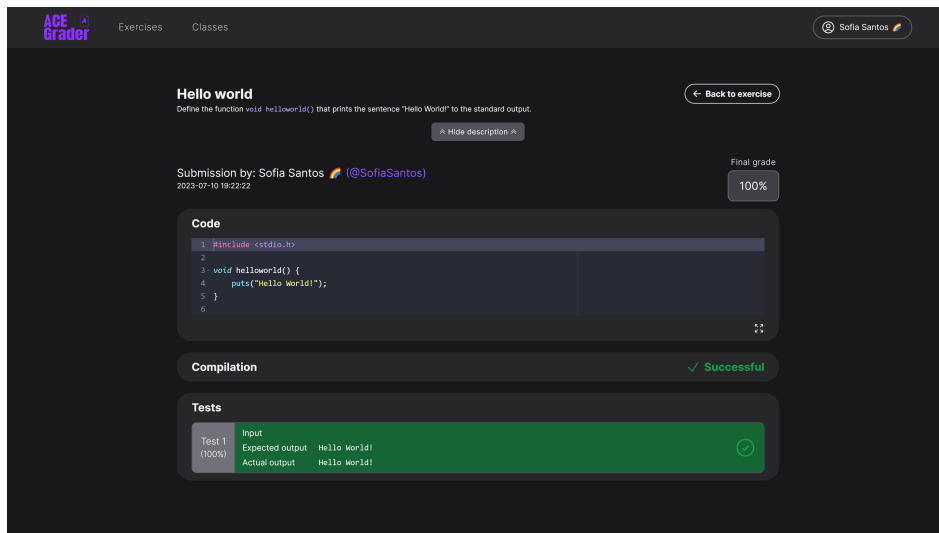 ACE Grader Exercises Classes Sofia Santos 🌈
Hello world
← Back to exercise
Define the function void helloworld() that prints the sentence "Hello World!" to the standard output.
Hide description
Final grade
Submission by: Sofia Santos 🌈 (@SofiaSantos)
2023-07-10 19:22:22
100%
Code
1 #include <stdio.h>
2
3 void helloworld() {
4     puts("Hello World!");
5 }
6
Compilation ✓ Successful
Tests
Test 1
(100%)
Input
Expected output Hello World!
Actual output Hello World!